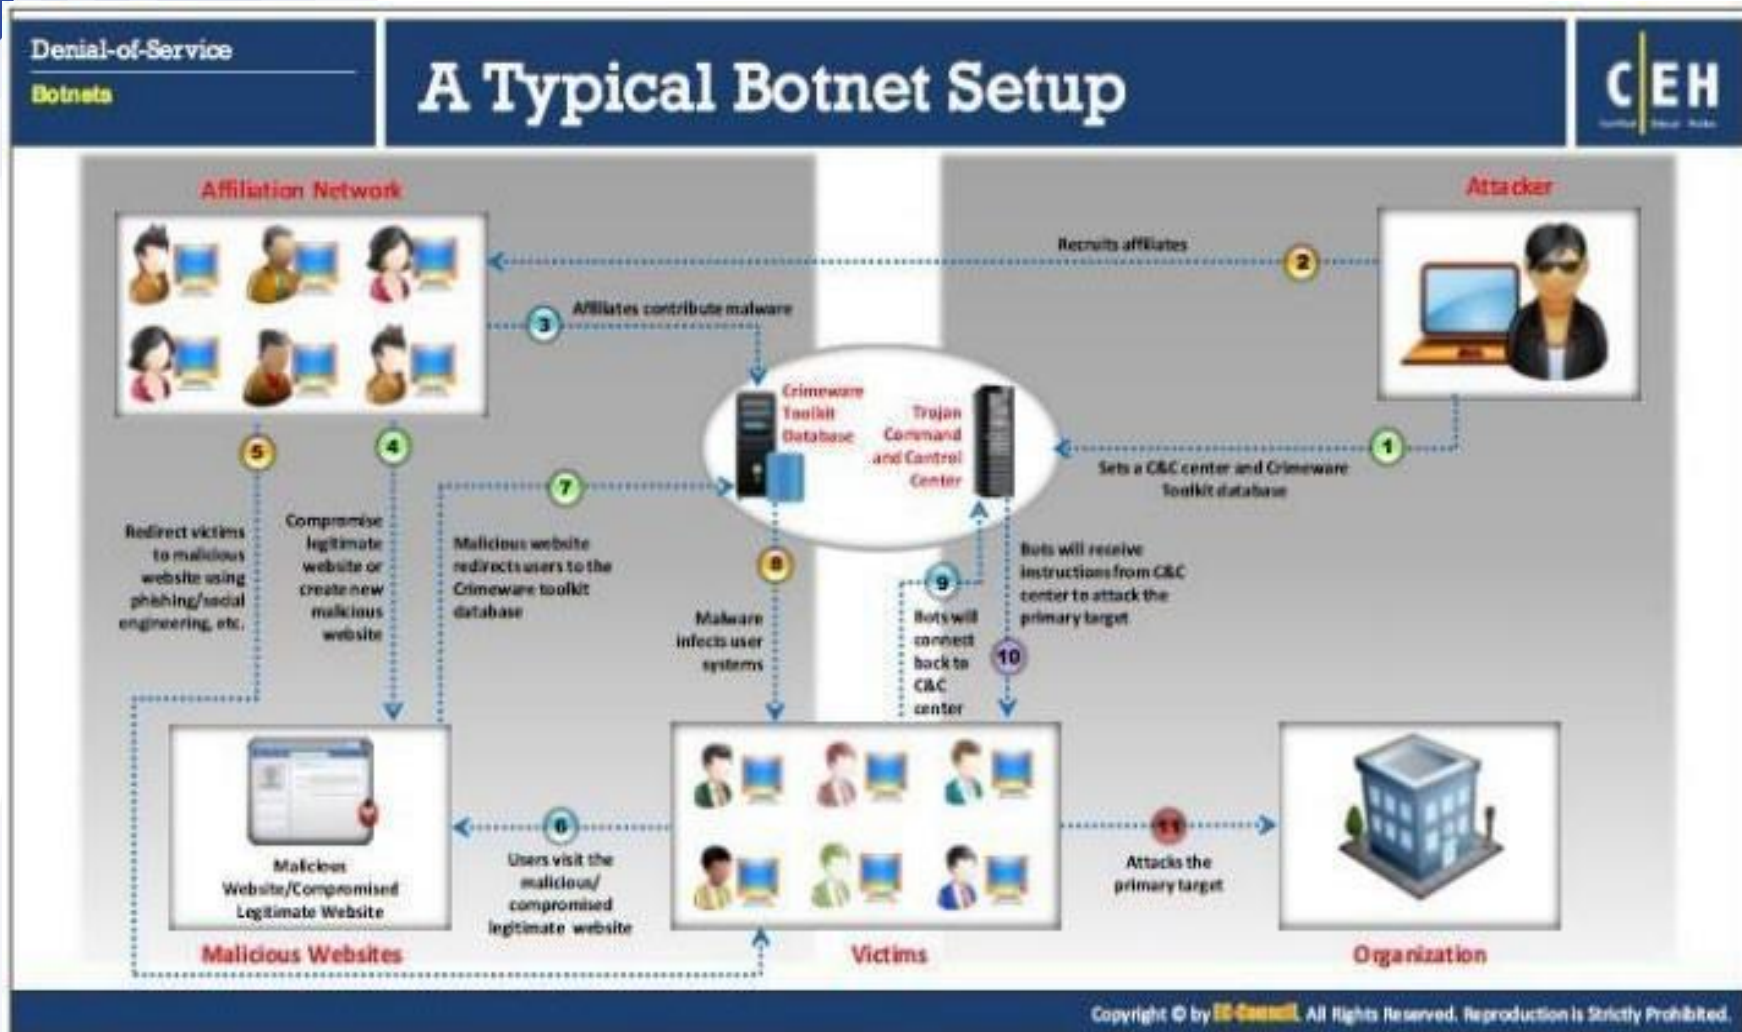 Denial-of-Service
Botnets
A Typical Botnet Setup
C|EH
Affiliation Network
Attacker
Recruits affiliates
2
3
Affiliates contribute malware
Crimeware
Toolkit
Database
Trojan
Command
and Control
Center
1
Sets a C&C center and Crimeware
Toolkit database
5
4
7
Redirect victims
to malicious
website using
phishing/social
engineering, etc.
Compromise
legitimate
website or
create new
malicious
website
Malicious website
redirects users to the
Crimeware toolkit
database
8
Malware
infects user
systems
9
Bots will
connect
back to
C&C
center
Bots will receive
instructions from C&C
center to attack the
primary target
10
Malicious
Website/Compromised
Legitimate Website
6
Users visit the
malicious/
compromised
legitimate website
11
Attacks the
primary target
Malicious Websites
Victims
Organization
Copyright © by EC-Council. All Rights Reserved. Reproduction is Strictly Prohibited.